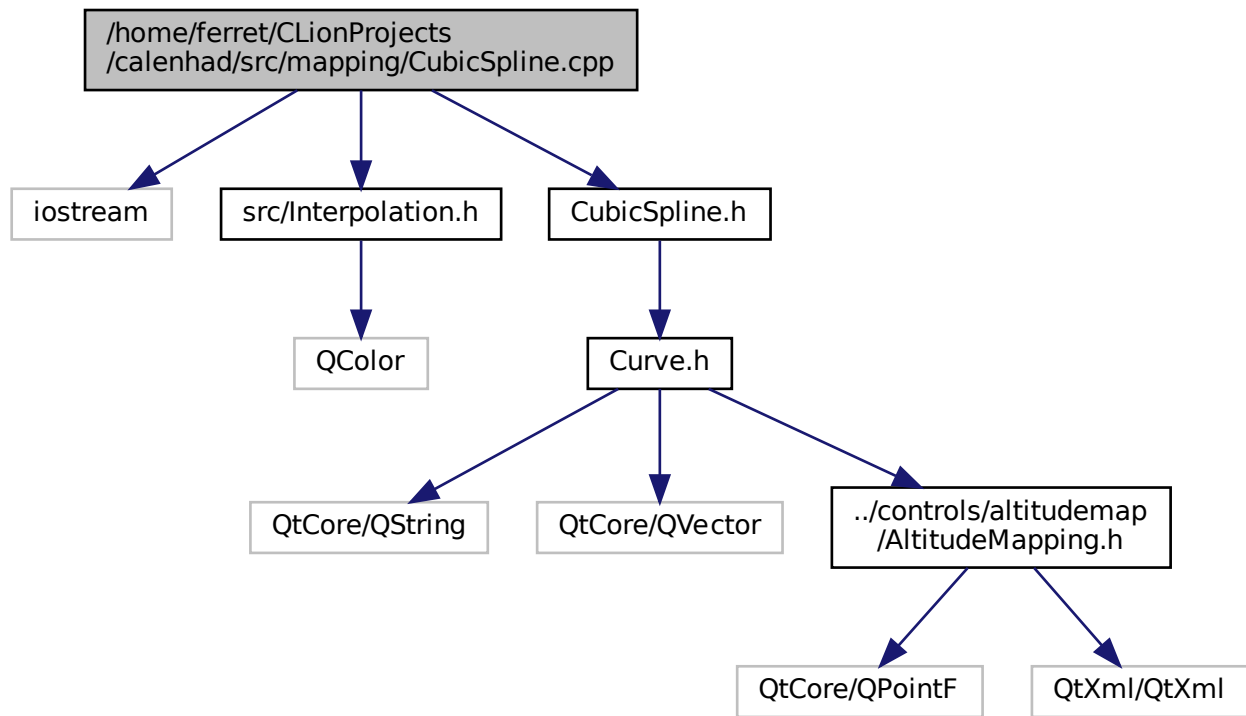 /home/ferret/CLionProjects
/calenhad/src/mapping/CubicSpline.cpp
iostream
src/Interpolation.h
CubicSpline.h
QColor
Curve.h
QtCore/QString
QtCore/QVector
../controls/altitudemap
/AltitudeMapping.h
QtCore/QPointF
QtXml/QtXml